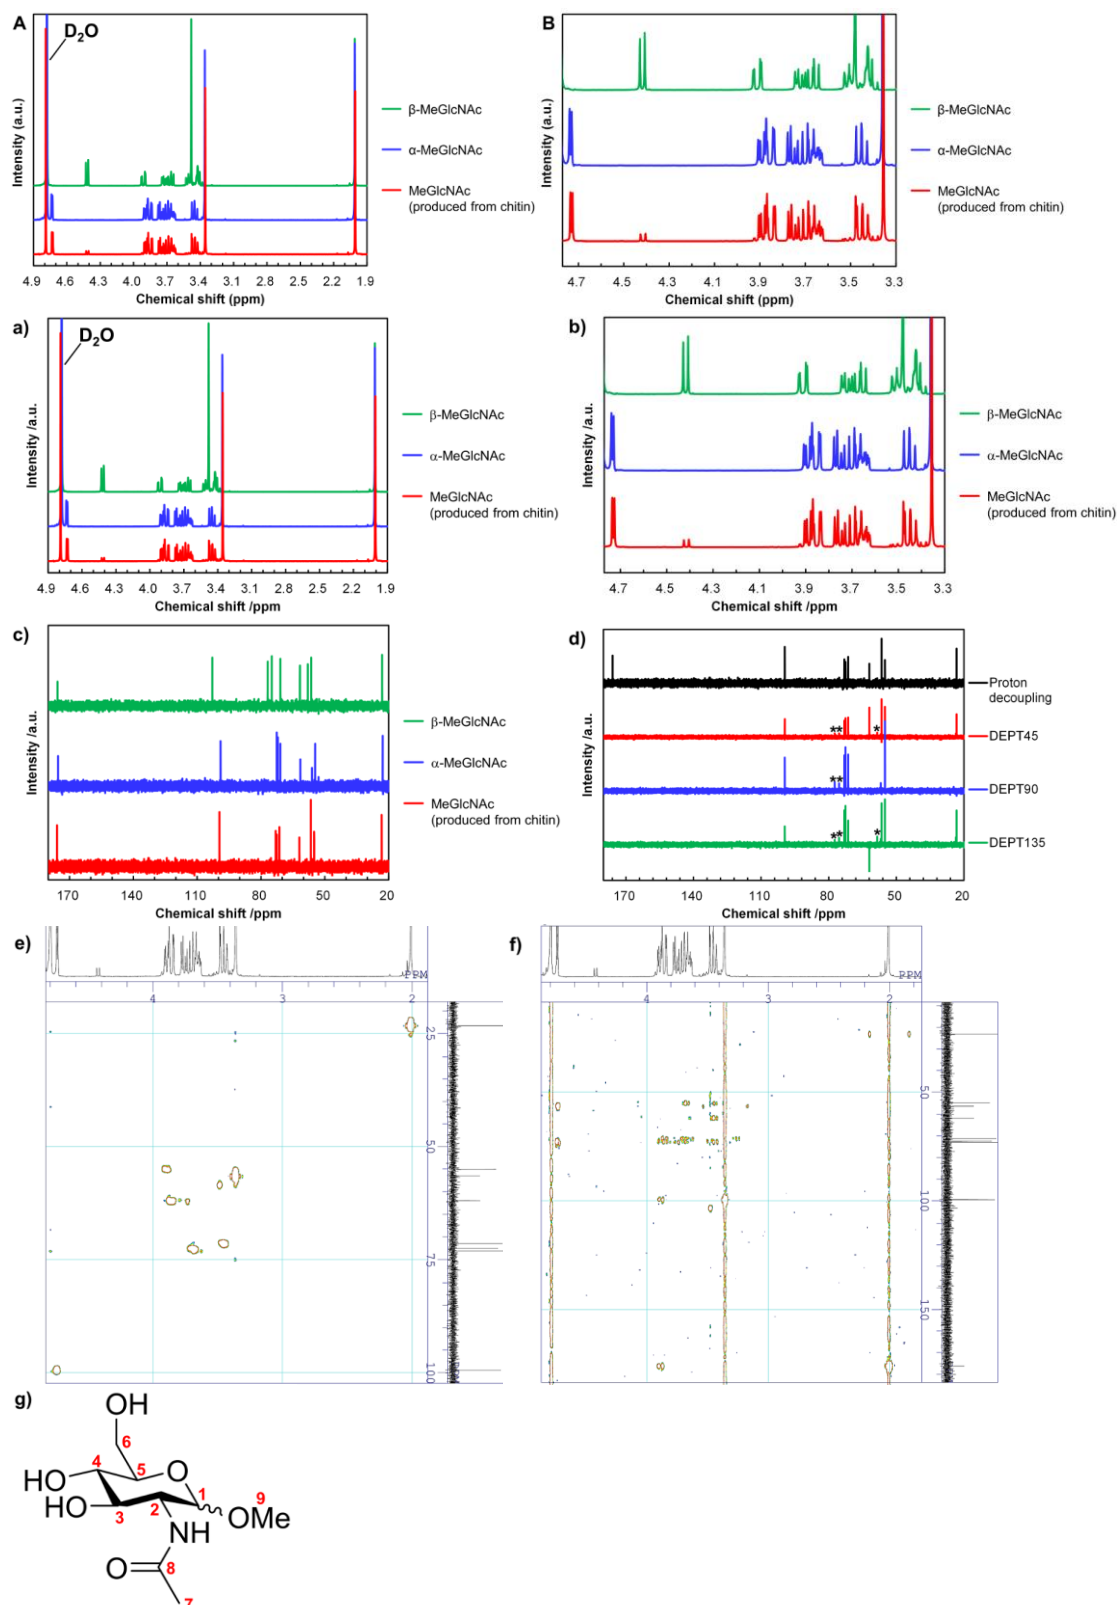 A
D₂O
Intensity (a.u.)
β-MeGlcNAc
α-MeGlcNAc
MeGlcNAc
(produced from chitin)
4.9 4.6 4.3 4.0 3.7 3.4 3.1 2.8 2.5 2.2 1.9
Chemical shift (ppm)
B
Intensity (a.u.)
β-MeGlcNAc
α-MeGlcNAc
MeGlcNAc
(produced from chitin)
4.7 4.5 4.3 4.1 3.9 3.7 3.5 3.3
Chemical shift (ppm)
a)
D₂O
Intensity /a.u.
β-MeGlcNAc
α-MeGlcNAc
MeGlcNAc
(produced from chitin)
4.9 4.6 4.3 4.0 3.7 3.4 3.1 2.8 2.5 2.2 1.9
Chemical shift /ppm
b)
Intensity /a.u.
β-MeGlcNAc
α-MeGlcNAc
MeGlcNAc
(produced from chitin)
4.7 4.5 4.3 4.1 3.9 3.7 3.5 3.3
Chemical shift /ppm
c)
Intensity /a.u.
β-MeGlcNAc
α-MeGlcNAc
MeGlcNAc
(produced from chitin)
170 140 110 80 50 20
Chemical shift /ppm
d)
Intensity /a.u.
Proton
decoupling
** *
DEPT45
**
DEPT90
** *
DEPT135
170 140 110 80 50 20
Chemical shift /ppm
e)
PPM
4 3 2
25
50
75
100
f)
PPM
4 3 2
50
100
150
g)
OH
6
4 5 O
HO 1 9
HO 2 OMe
3
NH
O 8
7